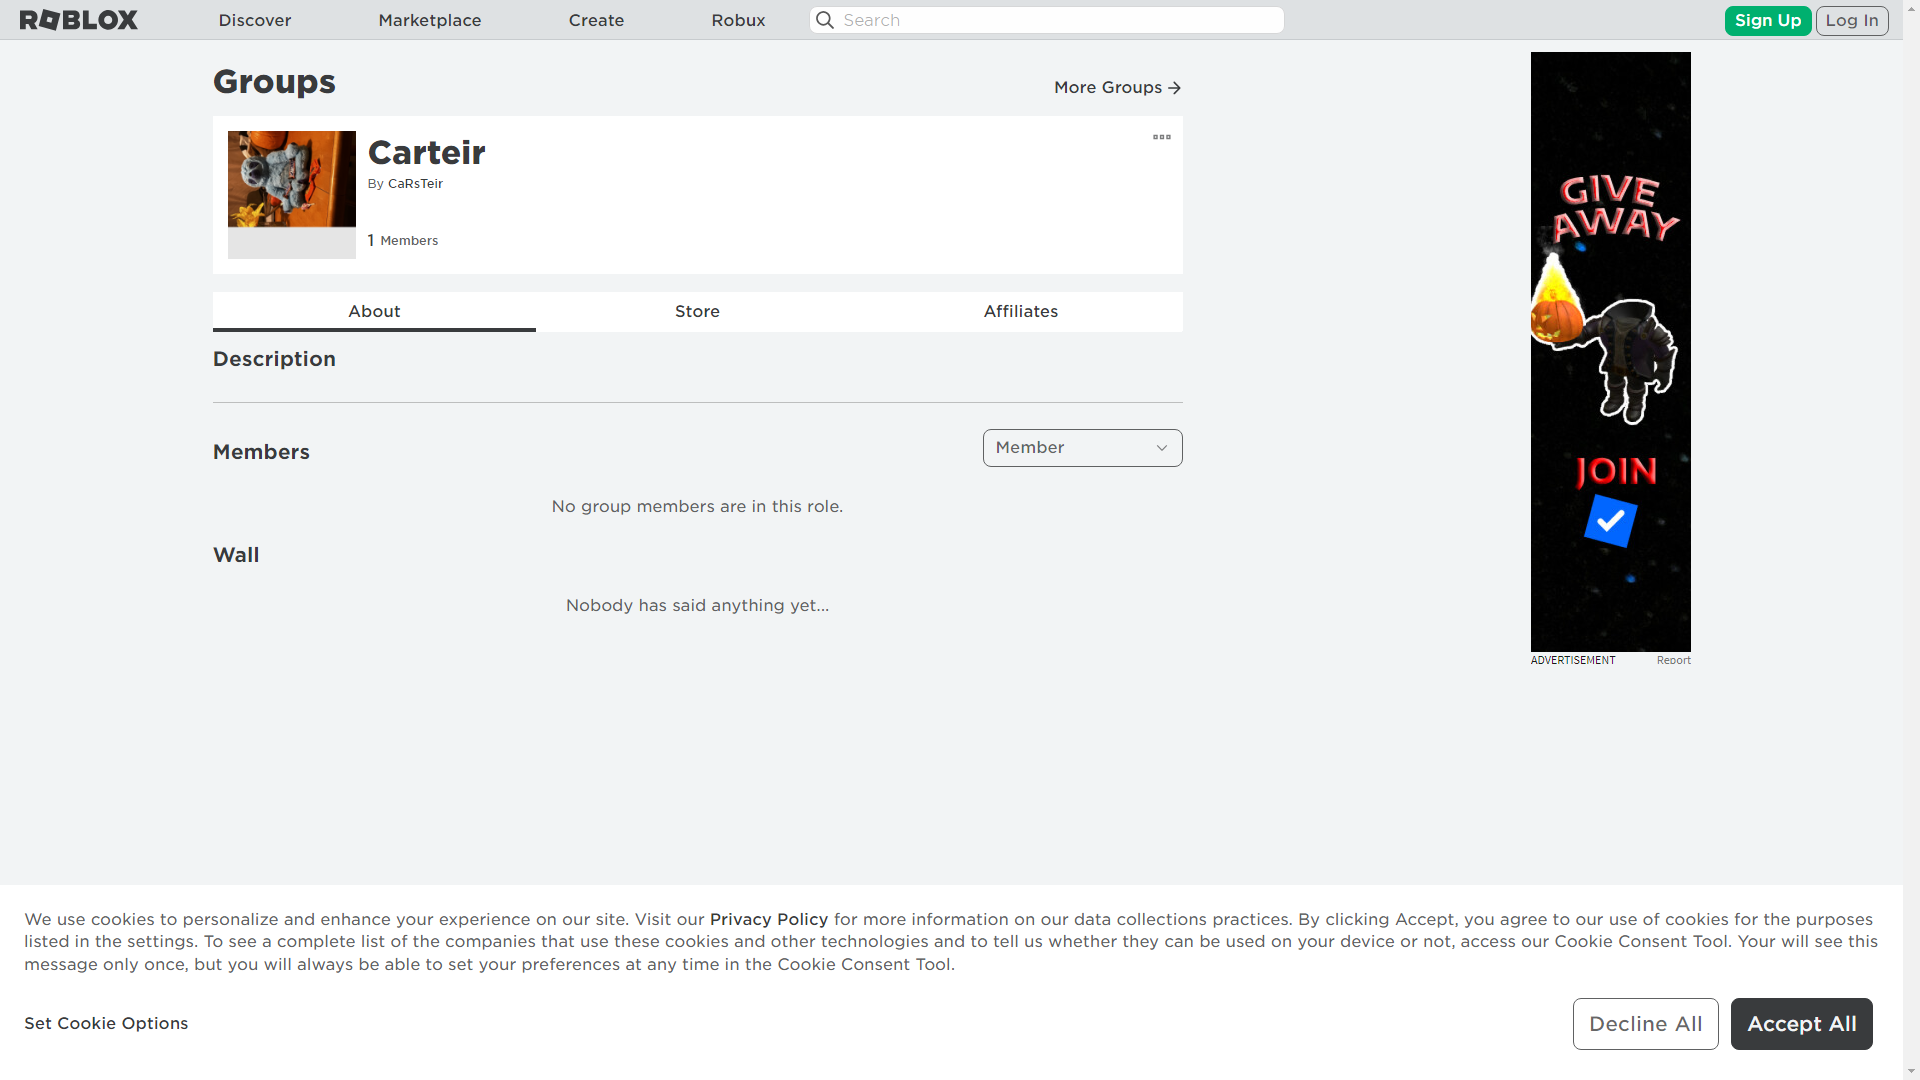 ROBLOX
Discover
Marketplace
Create
Robux
Search
Sign Up
Log In
Groups
More Groups
Carteir
By CaRsTeir
1 Members
About
Store
Affiliates
Description
Members
Member
No group members are in this role.
Wall
Nobody has said anything yet...
GIVE
AWAY
JOIN
ADVERTISEMENT
Report
We use cookies to personalize and enhance your experience on our site. Visit our Privacy Policy for more information on our data collections practices. By clicking Accept, you agree to our use of cookies for the purposes
listed in the settings. To see a complete list of the companies that use these cookies and other technologies and to tell us whether they can be used on your device or not, access our Cookie Consent Tool. Your will see this
message only once, but you will always be able to set your preferences at any time in the Cookie Consent Tool.
Set Cookie Options
Decline All
Accept All